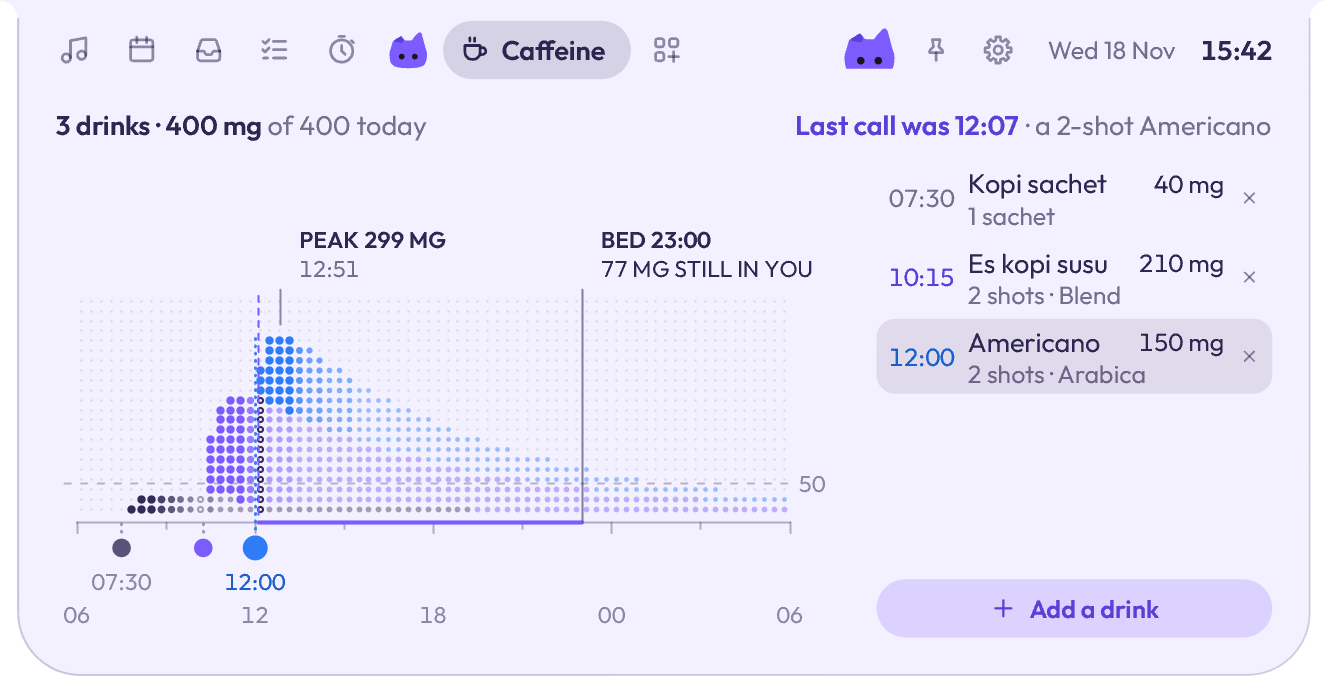 Caffeine
Wed 18 Nov 15:42
3 drinks · 400 mg of 400 today
Last call was 12:07 · a 2-shot Americano
PEAK 299 MG
12:51
BED 23:00
77 MG STILL IN YOU
50
07:30
12:00
06 12 18 00 06
07:30 Kopi sachet 40 mg ×
1 sachet
10:15 Es kopi susu 210 mg ×
2 shots · Blend
12:00 Americano 150 mg ×
2 shots · Arabica
+ Add a drink